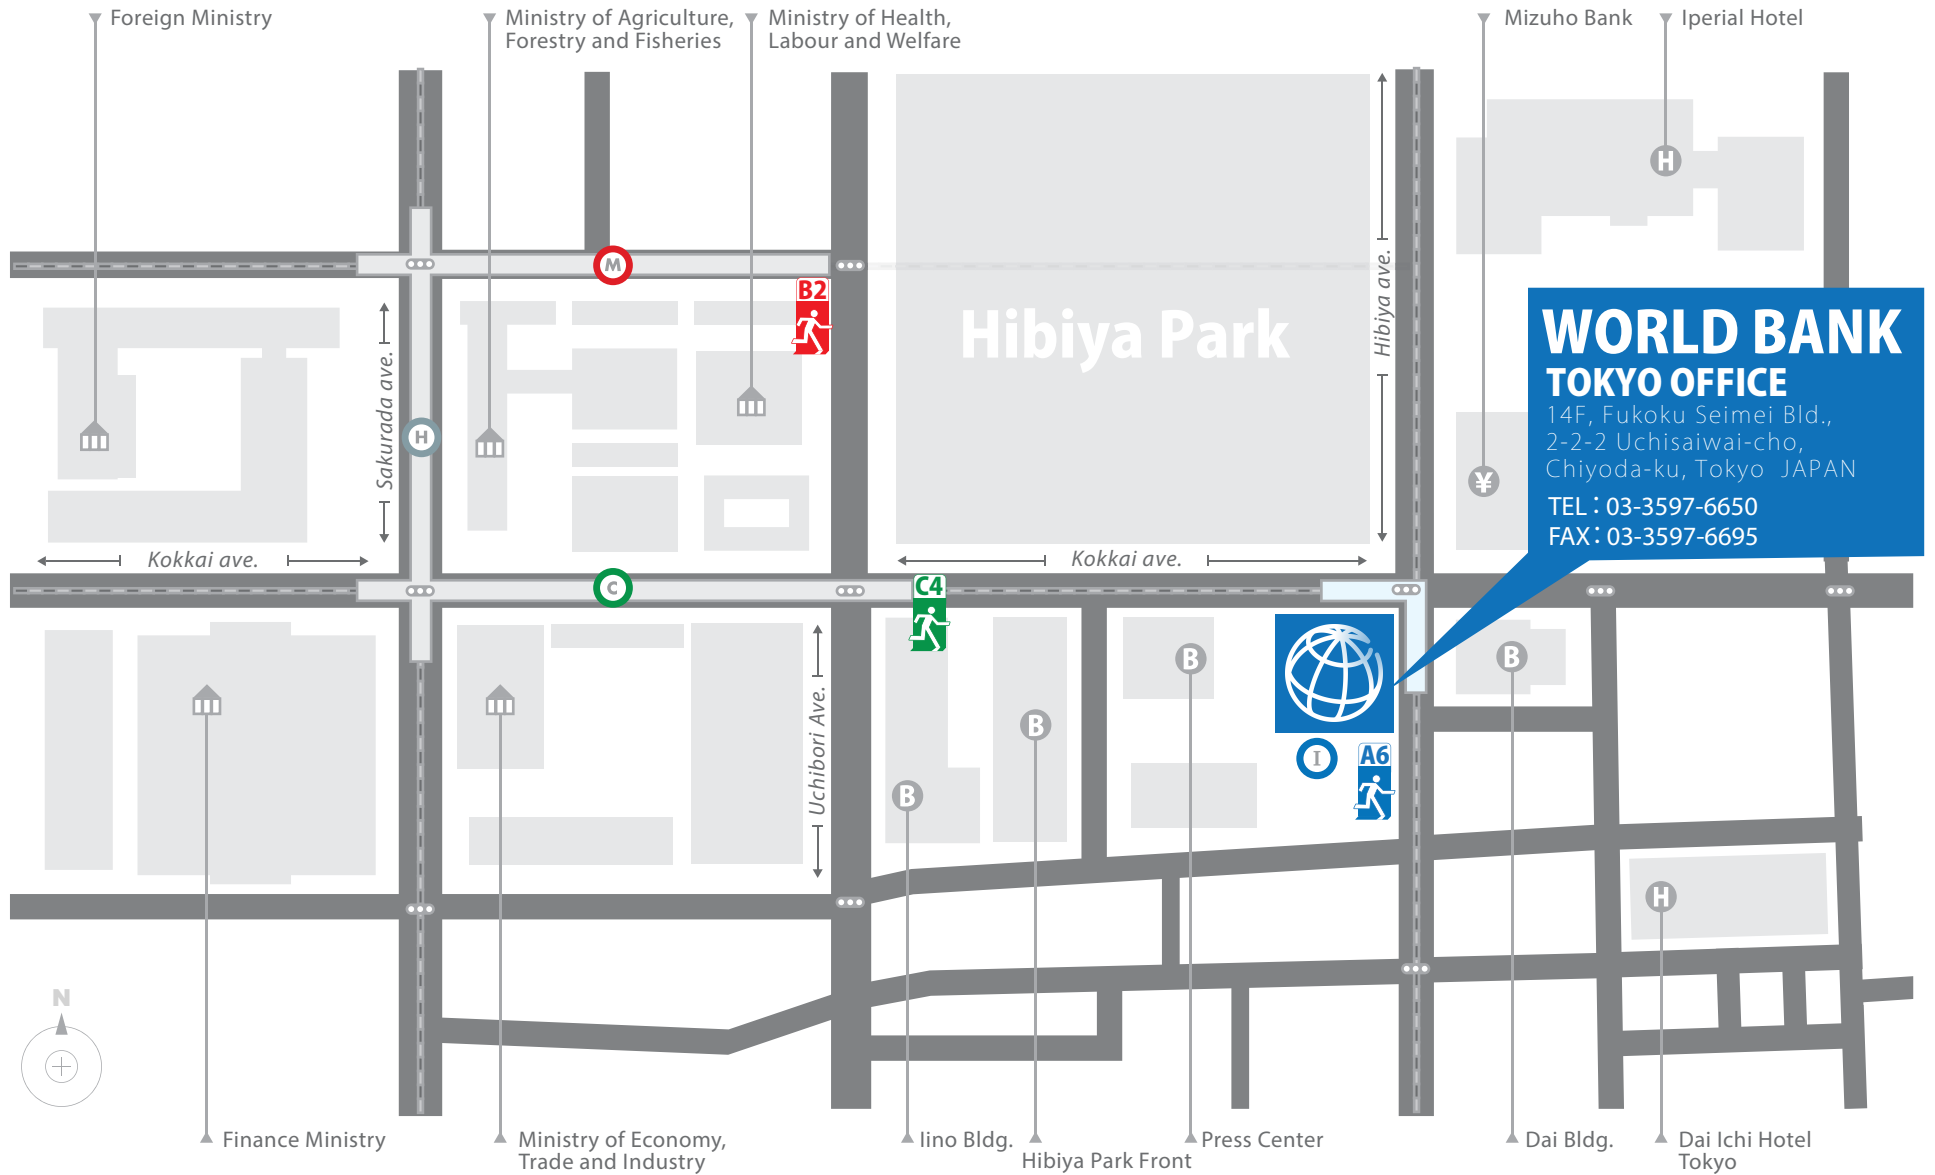 Foreign Ministry
Ministry of Agriculture,
Forestry and Fisheries
Ministry of Health,
Labour and Welfare
Mizuho Bank
Iperial Hotel
H
M
B2
Hibiya Park
Hibiya ave.
Sakurada ave.
H
WORLD BANK
TOKYO OFFICE
14F, Fukoku Seimei Bld.,
2-2-2 Uchisaiwai-cho,
Chiyoda-ku, Tokyo JAPAN
TEL : 03-3597-6650
FAX : 03-3597-6695
¥
Kokkai ave.
Kokkai ave.
C
C4
B
B
B
B
Uchibori Ave.
I
A6
H
N
Finance Ministry
Ministry of Economy,
Trade and Industry
Iino Bldg.
Hibiya Park Front
Press Center
Dai Bldg.
Dai Ichi Hotel
Tokyo